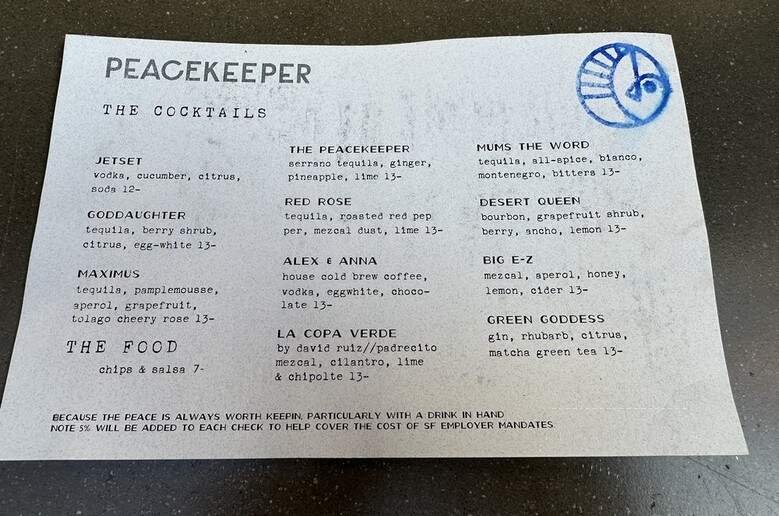 PEACEKEEPER
THE COCKTAILS
JETSET
vodka, cucumber, citrus,
soda 12-
GODDAUGHTER
tequila, berry shrub,
citrus, egg-white 13-
MAXIMUS
tequila, pamplemousse,
aperol, grapefruit,
tolago cheery rose 13-
THE FOOD
chips & salsa 7-
THE PEACEKEEPER
serrano tequila, ginger,
pineapple, lime 13-
RED ROSE
tequila, roasted red pep
per, mezcal dust, lime 13-
ALEX & ANNA
house cold brew coffee,
vodka, eggwhite, choco-
late 13-
LA COPA VERDE
by david ruiz//padrecito
mezcal, cilantro, lime
& chipolte 13-
MUMS THE WORD
tequila, all-spice, bianco,
montenegro, bitters 13-
DESERT QUEEN
bourbon, grapefruit shrub,
berry, ancho, lemon 13-
BIG E-Z
mezcal, aperol, honey,
lemon, cider 13-
GREEN GODDESS
gin, rhubarb, citrus,
matcha green tea 13-
BECAUSE THE PEACE IS ALWAYS WORTH KEEPIN, PARTICULARLY WITH A DRINK IN HAND
NOTE 5% WILL BE ADDED TO EACH CHECK TO HELP COVER THE COST OF SF EMPLOYER MANDATES.